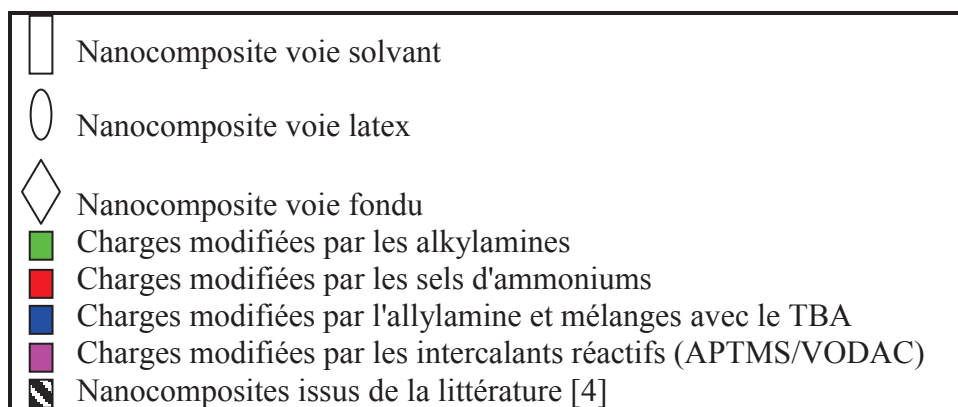 Nanocomposite voie solvant
Nanocomposite voie latex
Nanocomposite voie fondu
Charges modifiées par les alkylamines
Charges modifiées par les sels d'ammoniums
Charges modifiées par l'allylamine et mélanges avec le TBA
Charges modifiées par les intercalants réactifs (APTMS/VODAC)
Nanocomposites issus de la littérature [4]